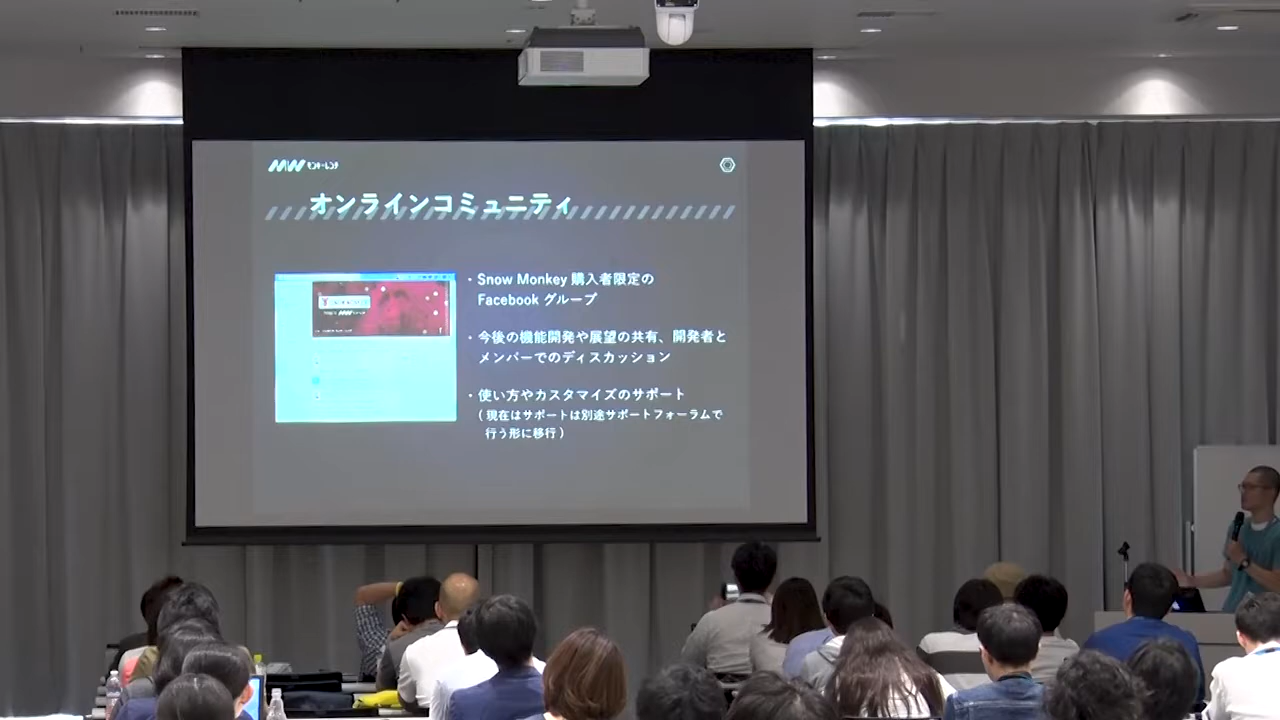 MW モンキーレンチ
オンラインコミュニティ
・Snow Monkey 購入者限定の
Facebook グループ
・今後の機能開発や展望の共有、開発者と
メンバーでのディスカッション
・使い方やカスタマイズのサポート
( 現在はサポートは別途サポートフォーラムで
行う形に移行 )